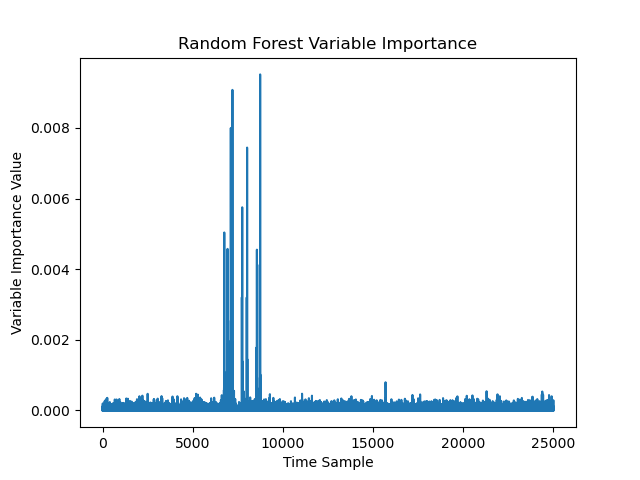 Random Forest Variable Importance
Variable Importance Value
0.008
0.006
0.004
0.002
0.000
0 5000 10000 15000 20000 25000
Time Sample